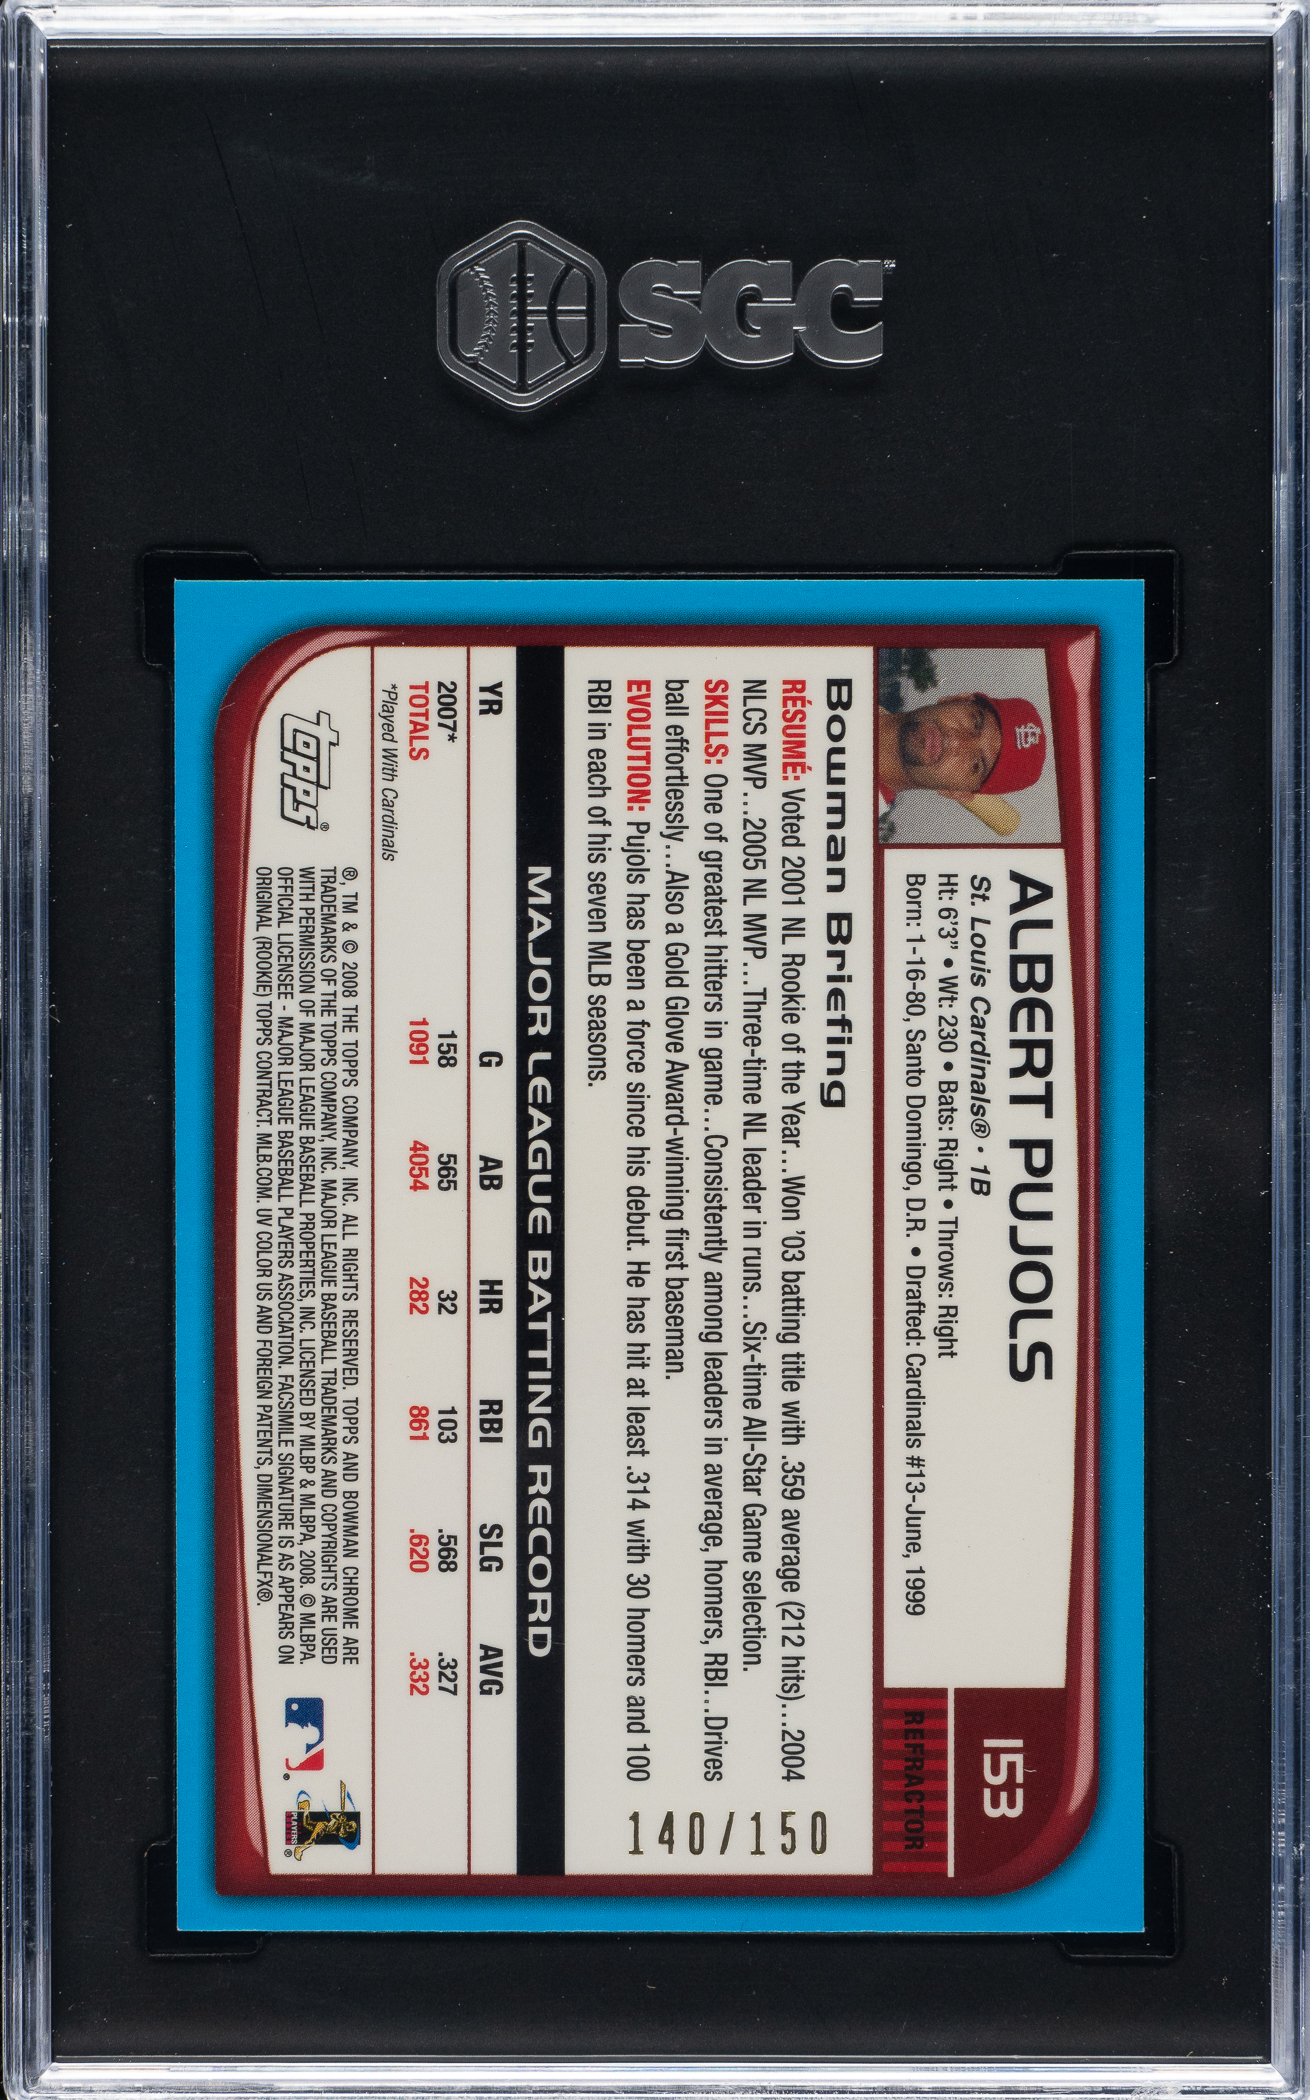 SGC™
ALBERT PUJOLS
St. Louis Cardinals® • 1B
Ht: 6'3" • Wt: 230 • Bats: Right • Throws: Right
Born: 1-16-80, Santo Domingo, D.R. • Drafted: Cardinals #13-June, 1999
153
REFRACTOR
Bowman Briefing
RÉSUMÉ: Voted 2001 NL Rookie of the Year...Won '03 batting title with .359 average (212 hits)...2004
NLCS MVP...2005 NL MVP...Three-time NL leader in runs...Six-time All-Star Game selection.
SKILLS: One of greatest hitters in game...Consistently among leaders in average, homers, RBI...Drives
ball effortlessly...Also a Gold Glove Award-winning first baseman.
EVOLUTION: Pujols has been a force since his debut. He has hit at least .314 with 30 homers and 100
RBI in each of his seven MLB seasons.
140/150
MAJOR LEAGUE BATTING RECORD
YR G AB HR RBI SLG AVG
2007* 158 565 32 103 .568 .327
TOTALS 1091 4054 282 861 .620 .332
*Played With Cardinals
topps®
®, TM & © 2008 THE TOPPS COMPANY, INC. ALL RIGHTS RESERVED. TOPPS AND BOWMAN CHROME ARE
TRADEMARKS OF THE TOPPS COMPANY, INC. MAJOR LEAGUE BASEBALL TRADEMARKS AND COPYRIGHTS ARE USED
WITH PERMISSION OF MAJOR LEAGUE BASEBALL PROPERTIES, INC. LICENSED BY MLBP & MLBPA, 2008. © MLBPA.
OFFICIAL LICENSEE - MAJOR LEAGUE BASEBALL PLAYERS ASSOCIATION. FACSIMILE SIGNATURE IS AS APPEARS ON
ORIGINAL (ROOKIE) TOPPS CONTRACT. MLB.COM. UV COLOR US AND FOREIGN PATENTS, DIMENSIONALFX®.
®
PLAYERS
®